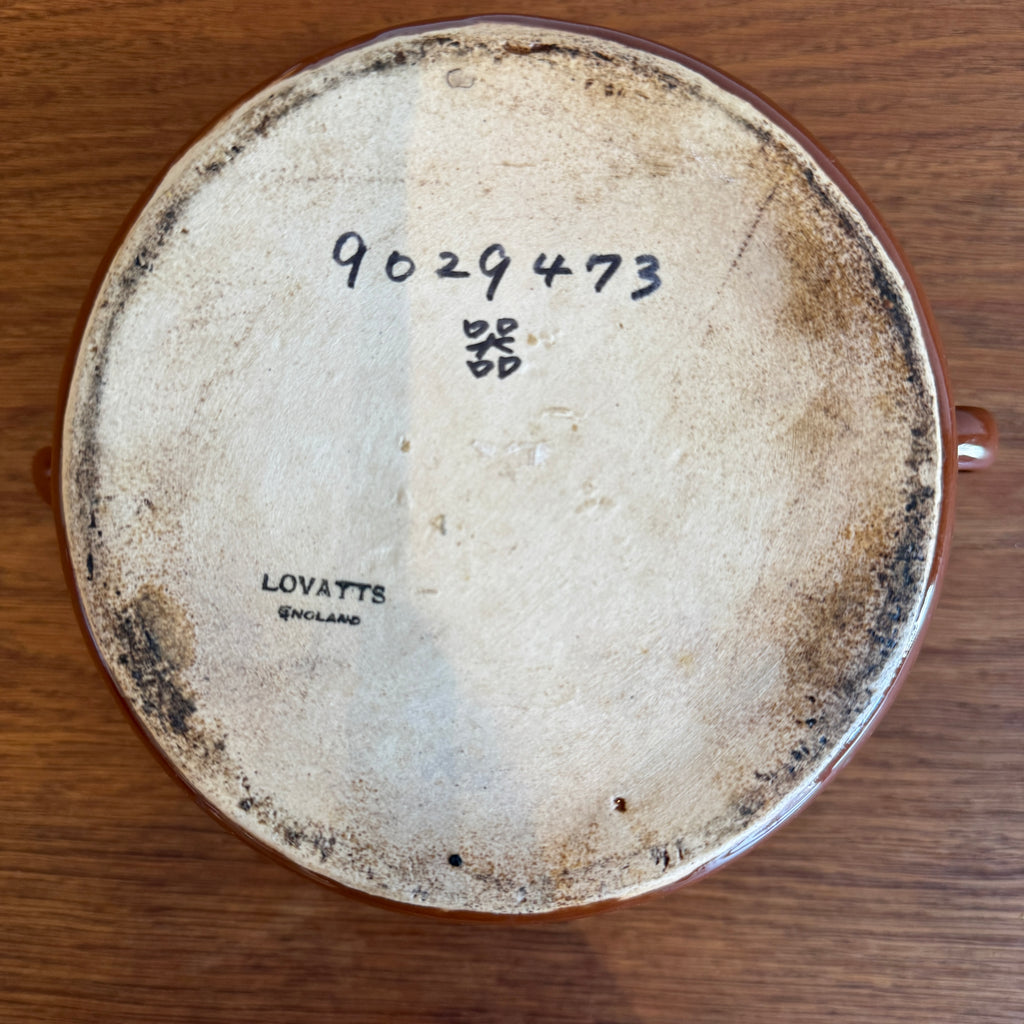 9029473
器
LOVATTS
ENGLAND